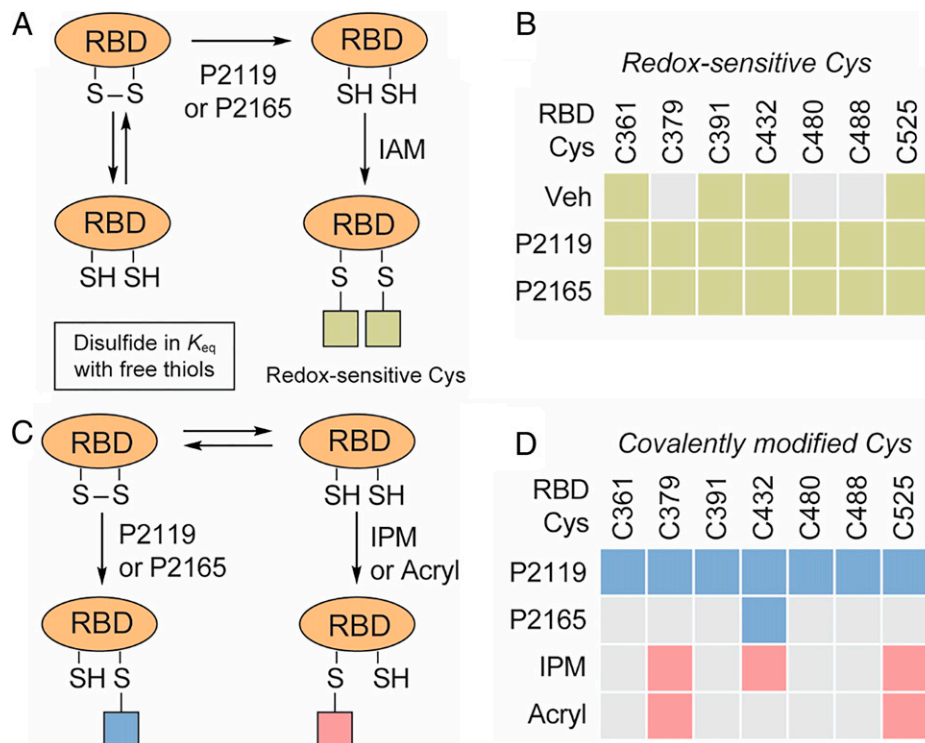 A
RBD
S–S
P2119
or P2165
RBD
SH SH
IAM
RBD
SH SH
RBD
S S
Disulfide in Keq
with free thiols
Redox-sensitive Cys
B
Redox-sensitive Cys
RBD
Cys
C361
C379
C391
C432
C480
C488
C525
Veh
P2119
P2165
C
RBD
S–S
RBD
SH SH
P2119
or P2165
IPM
or Acryl
RBD
SH S
RBD
S SH
D
Covalently modified Cys
RBD
Cys
C361
C379
C391
C432
C480
C488
C525
P2119
P2165
IPM
Acryl